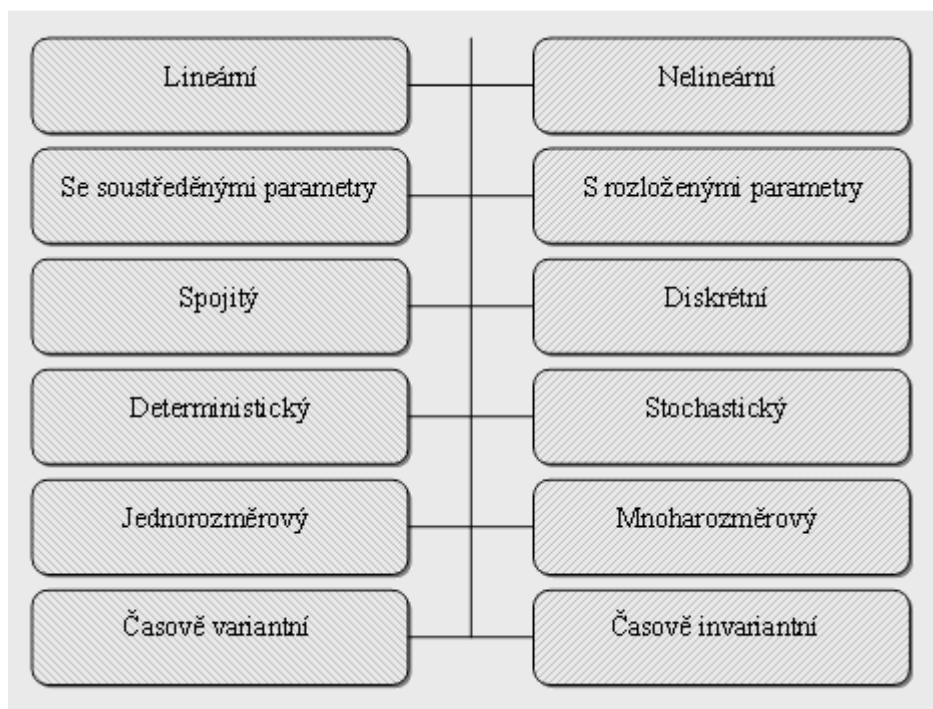 Lineární
Nelineární
Se soustředěnými parametry
S rozloženými parametry
Spojitý
Diskrétní
Deterministický
Stochastický
Jednorozměrový
Mnoharozměrový
Časově variantní
Časově invariantní